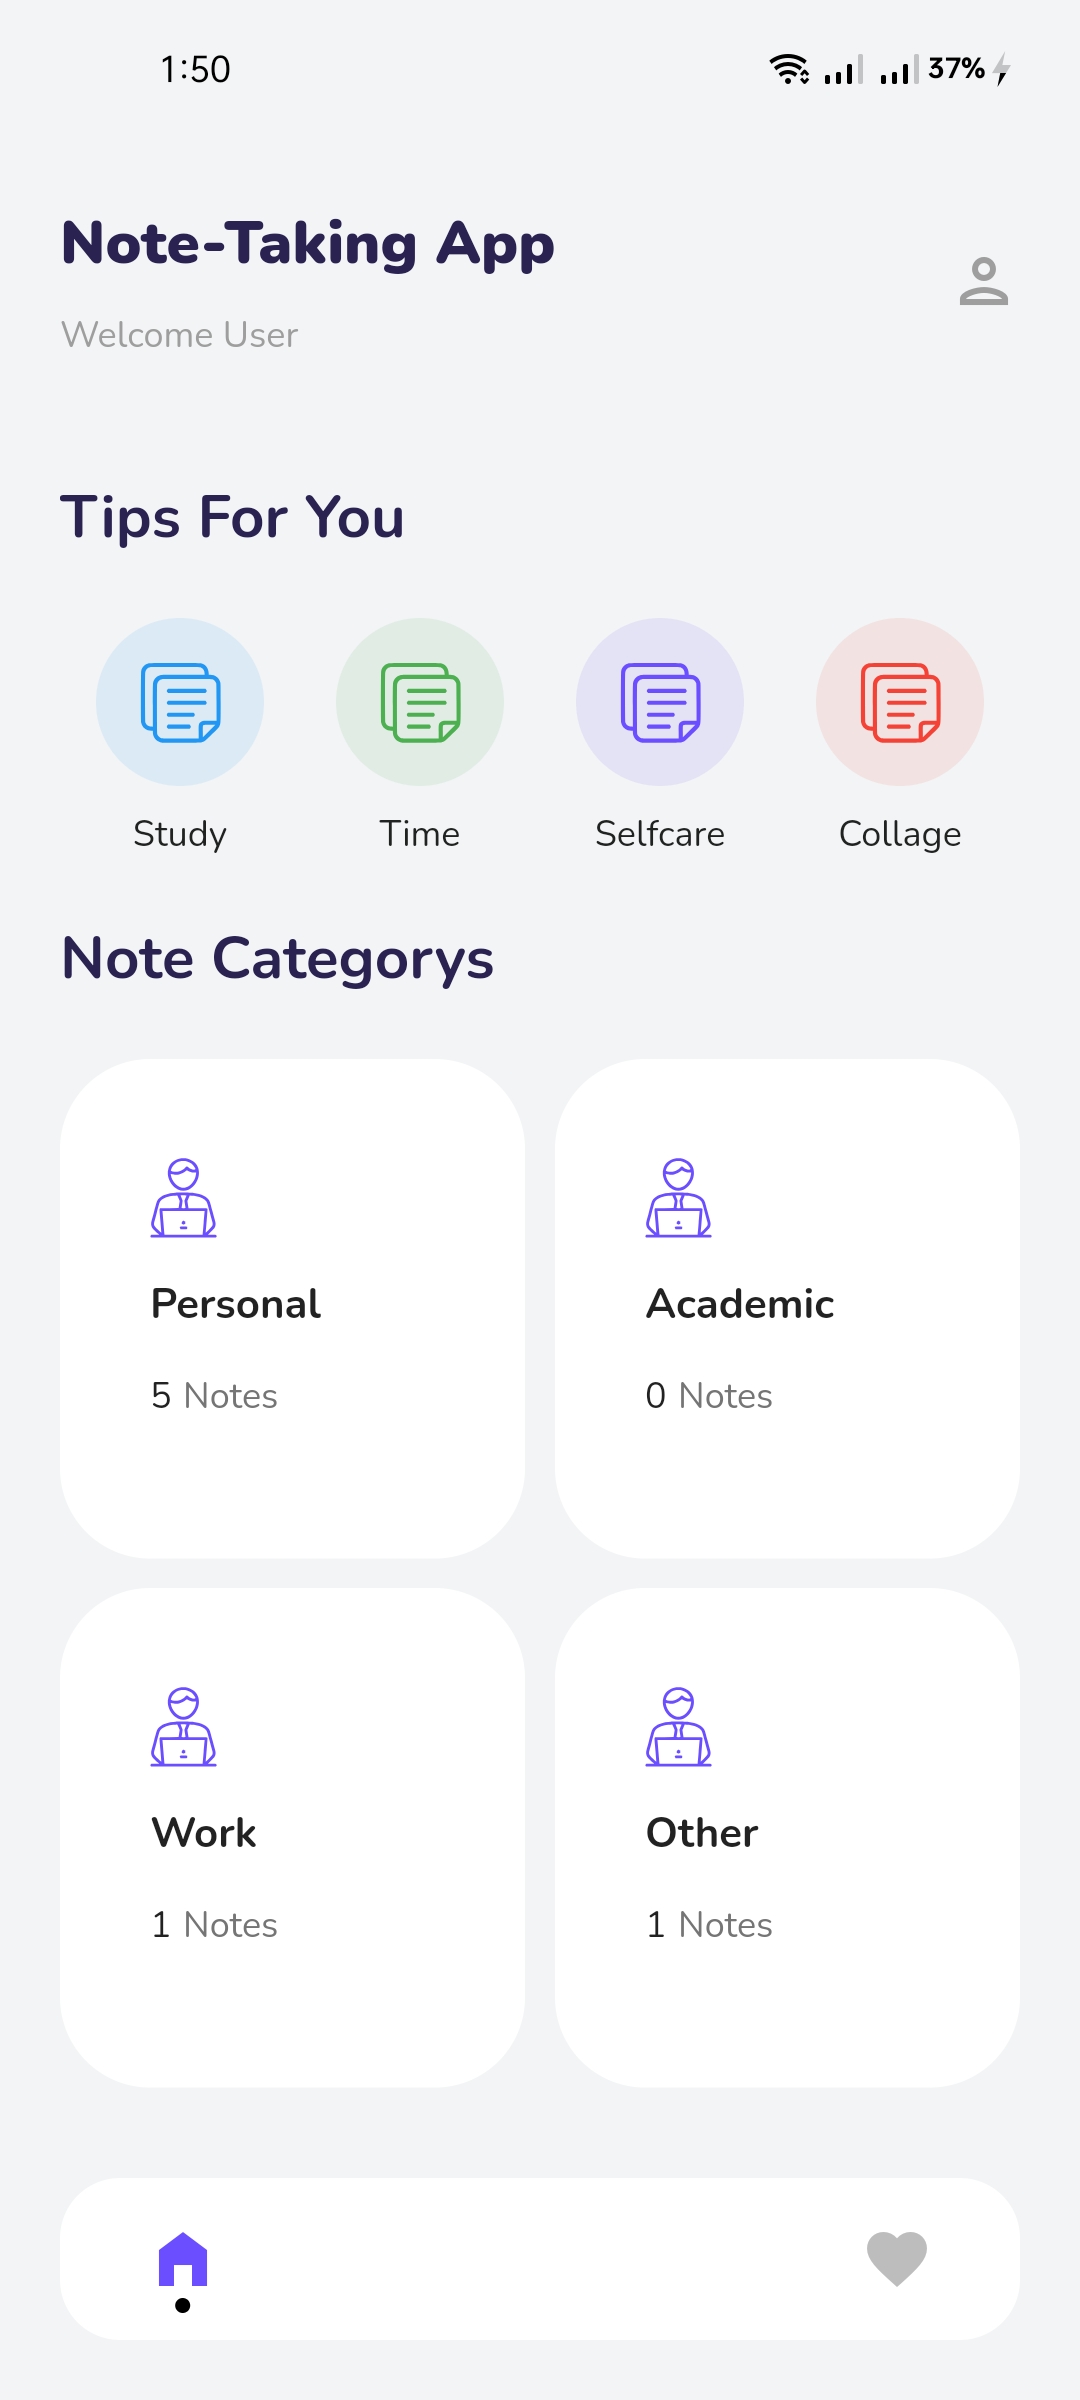 1:50 37%
Note-Taking App
Welcome User
Tips For You
Study Time Selfcare Collage
Note Categorys
Personal Academic
5 Notes 0 Notes
Work Other
1 Notes 1 Notes